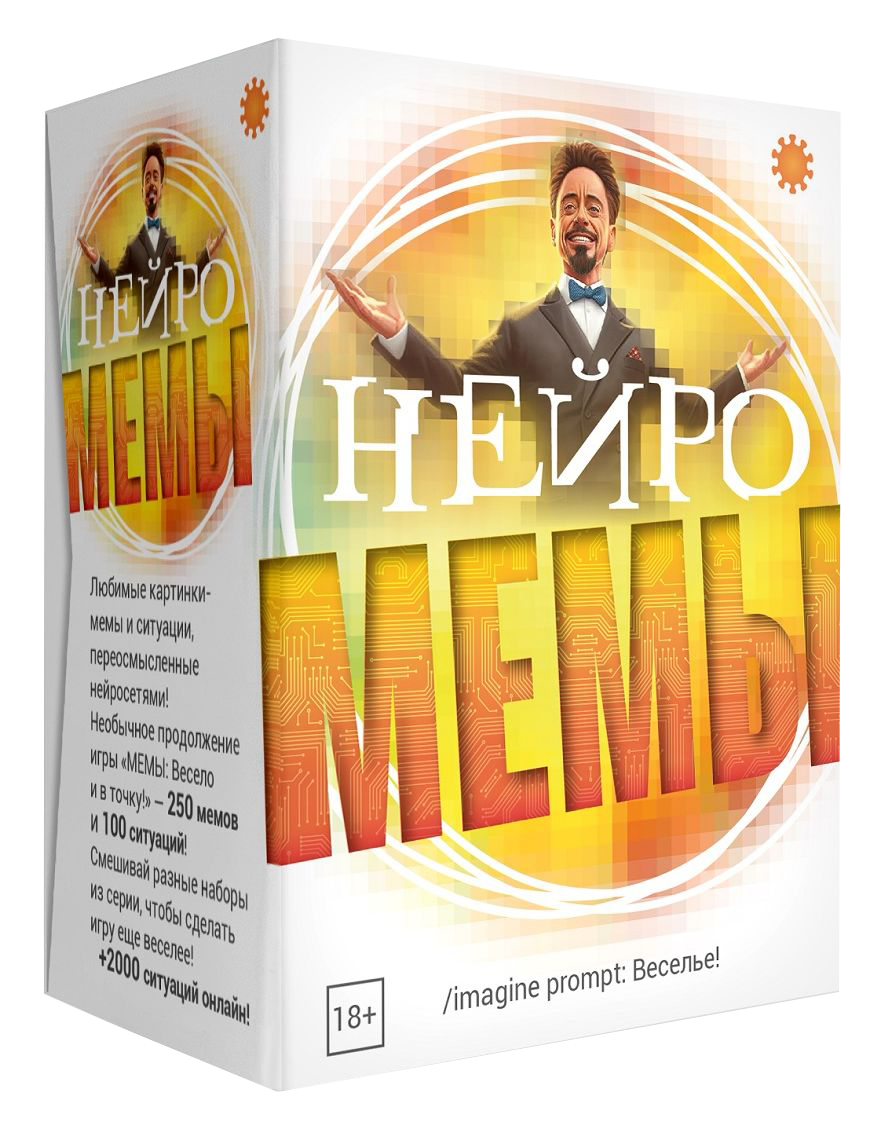 НЕЙРО
МЕМЫ
Любимые картинки-
мемы и ситуации,
переосмысленные
нейросетями!
Необычное продолжение
игры «МЕМЫ: Весело
и в точку!» – 250 мемов
и 100 ситуаций!
Смешивай разные наборы
из серии, чтобы сделать
игру еще веселее!
+2000 ситуаций онлайн!
НЕЙРО
МЕМЫ
/imagine prompt: Веселье!
18+